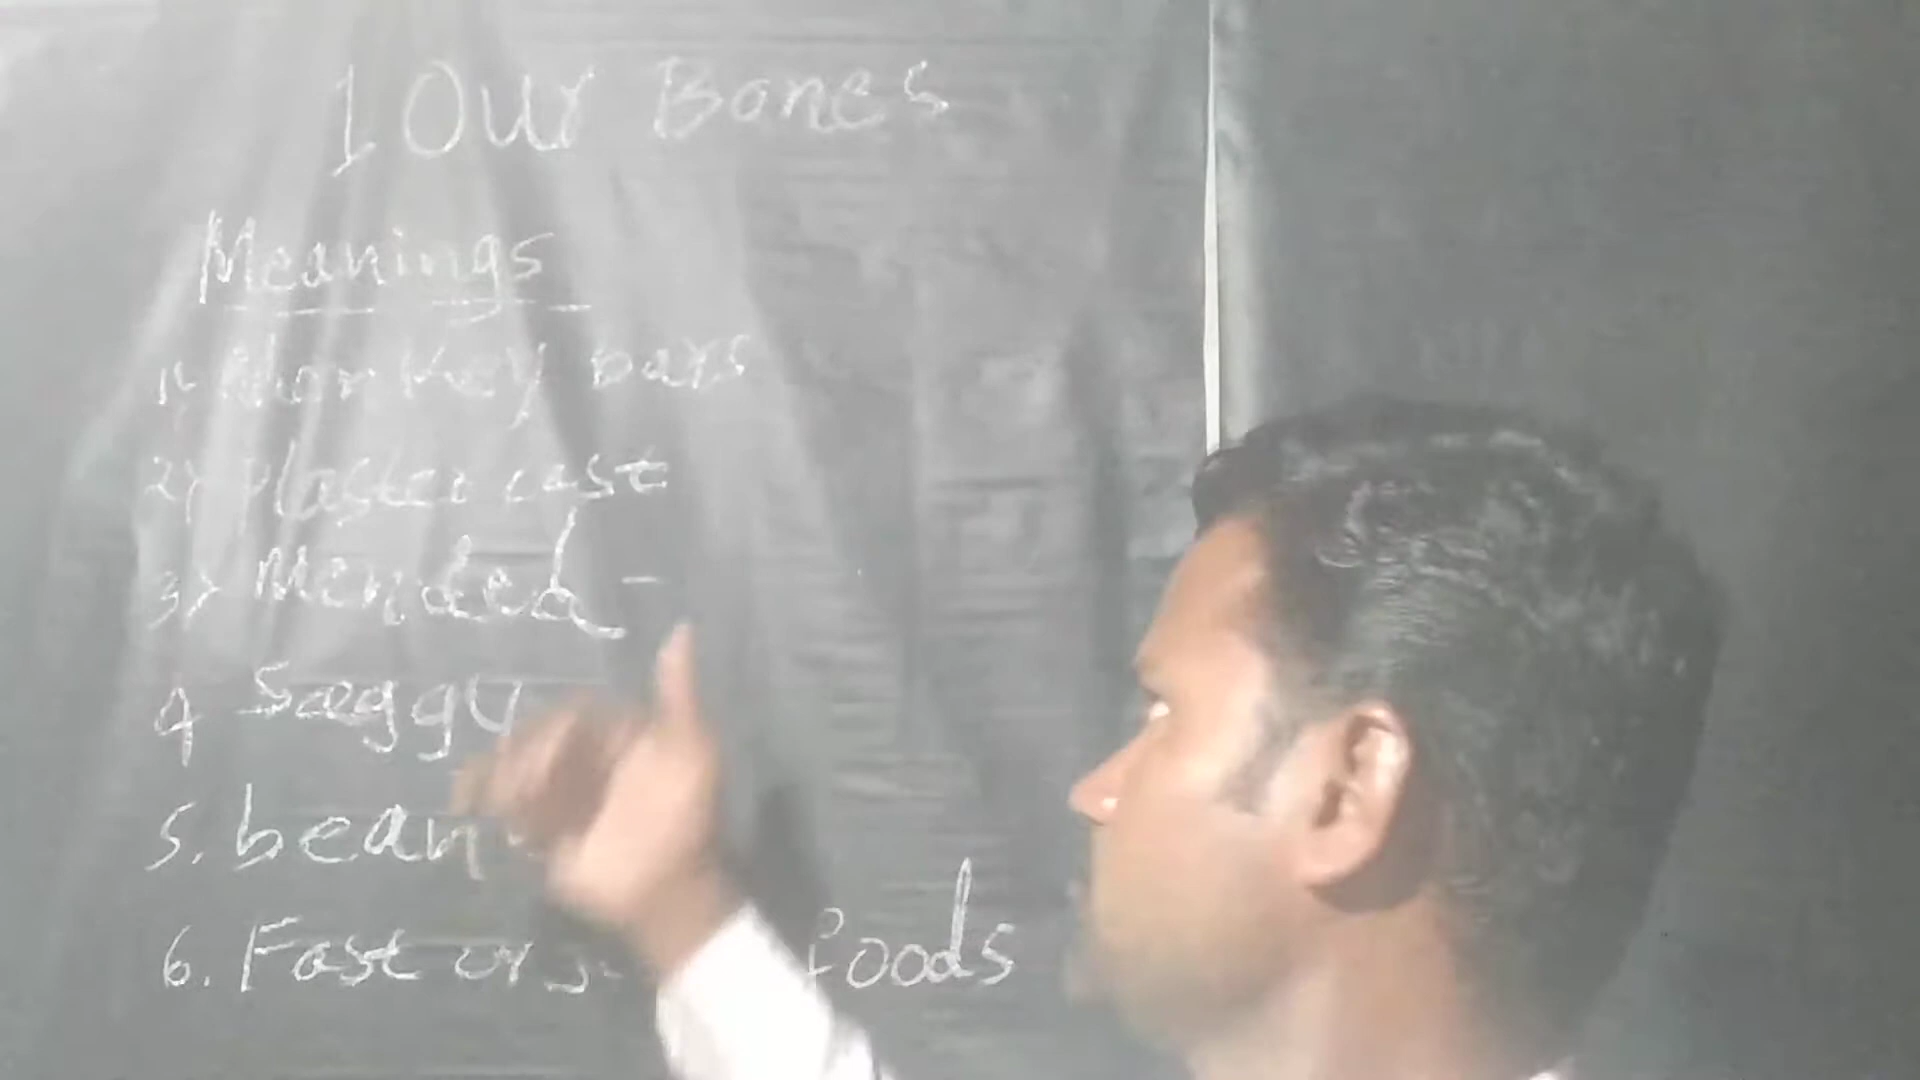 1 Our Bones
Meanings
1) Monkey bars
2) Plaster cast
3) Mended -
4 Saggy
5. bean
6. Fast or foods